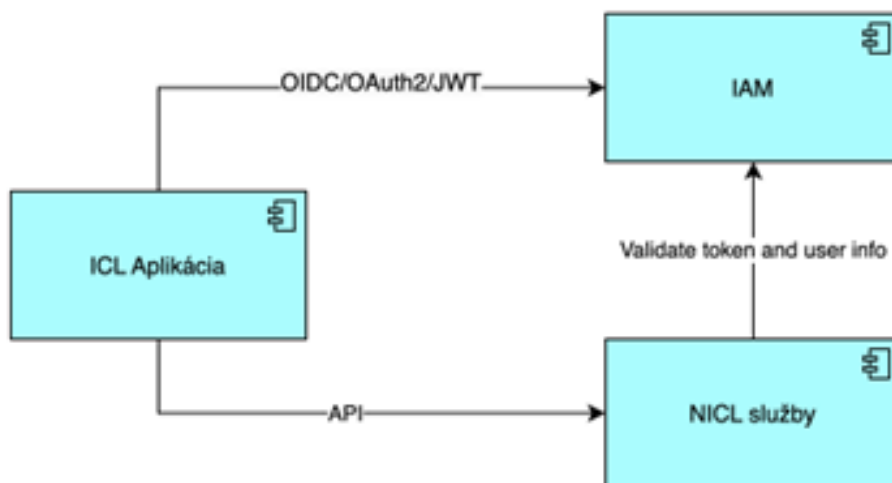 OIDC/OAuth2/JWT
IAM
ICL Aplikácia
Validate token and user info
API
NICL služby